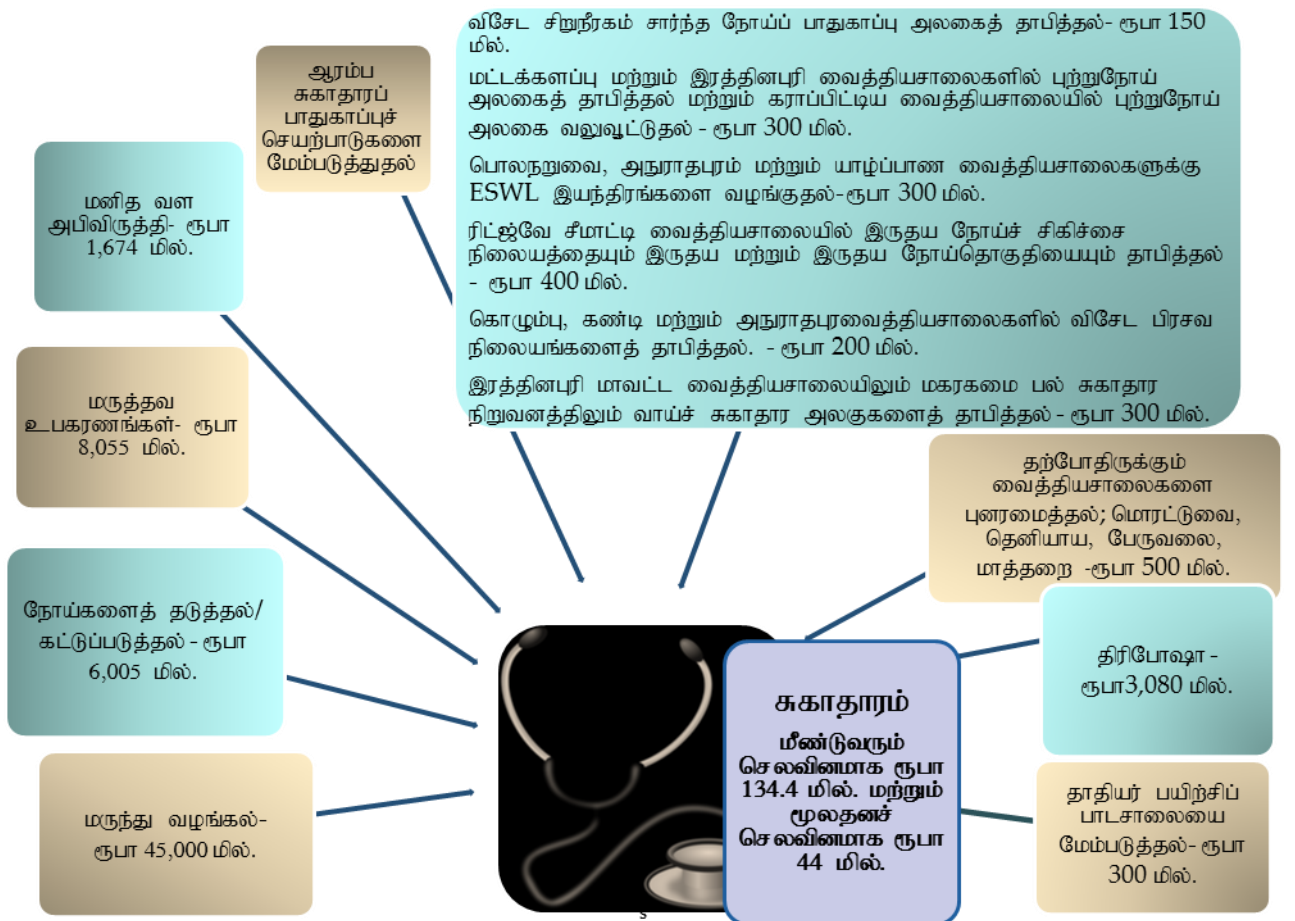 விசேட சிறுநீரகம் சார்ந்த நோய்ப் பாதுகாப்பு அலகைத் தாபித்தல்- ரூபா 150
மில்.
மட்டக்களப்பு மற்றும் இரத்தினபுரி வைத்தியசாலைகளில் புற்றுநோய்
அலகைத் தாபித்தல் மற்றும் கராப்பிட்டிய வைத்தியசாலையில் புற்றுநோய்
அலகை வலுவூட்டுதல் - ரூபா 300 மில்.
பொலநறுவை, அநுராதபுரம் மற்றும் யாழ்ப்பாண வைத்தியசாலைகளுக்கு
ESWL இயந்திரங்களை வழங்குதல்-ரூபா 300 மில்.
ரிட்ஜ்வே சீமாட்டி வைத்தியசாலையில் இருதய நோய்ச் சிகிச்சை
நிலையத்தையும் இருதய மற்றும் இருதய நோய்தொகுதியையும் தாபித்தல்
- ரூபா 400 மில்.
கொழும்பு, கண்டி மற்றும் அநுராதபுரவைத்தியசாலைகளில் விசேட பிரசவ
நிலையங்களைத் தாபித்தல். - ரூபா 200 மில்.
இரத்தினபுரி மாவட்ட வைத்தியசாலையிலும் மகரகமை பல் சுகாதார
நிறுவனத்திலும் வாய்ச் சுகாதார அலகுகளைத் தாபித்தல் - ரூபா 300 மில்.
ஆரம்ப
சுகாதாரப்
பாதுகாப்புச்
செயற்பாடுகளை
மேம்படுத்துதல்
மனித வள
அபிவிருத்தி- ரூபா
1,674 மில்.
மருத்தவ
உபகரணங்கள்- ரூபா
8,055 மில்.
நோய்களைத் தடுத்தல்/
கட்டுப்படுத்தல் - ரூபா
6,005 மில்.
மருந்து வழங்கல்-
ரூபா 45,000 மில்.
தற்போதிருக்கும்
வைத்தியசாலைகளை
புனரமைத்தல்; மொரட்டுவை,
தெனியாய, பேருவலை,
மாத்தறை -ரூபா 500 மில்.
திரிபோஷா -
ரூபா3,080 மில்.
தாதியர் பயிற்சிப்
பாடசாலையை
மேம்படுத்தல்- ரூபா
300 மில்.
சுகாதாரம்
மீண்டுவரும்
செலவினமாக ரூபா
134.4 மில். மற்றும்
மூலதனச்
செலவினமாக ரூபா
44 மில்.
s